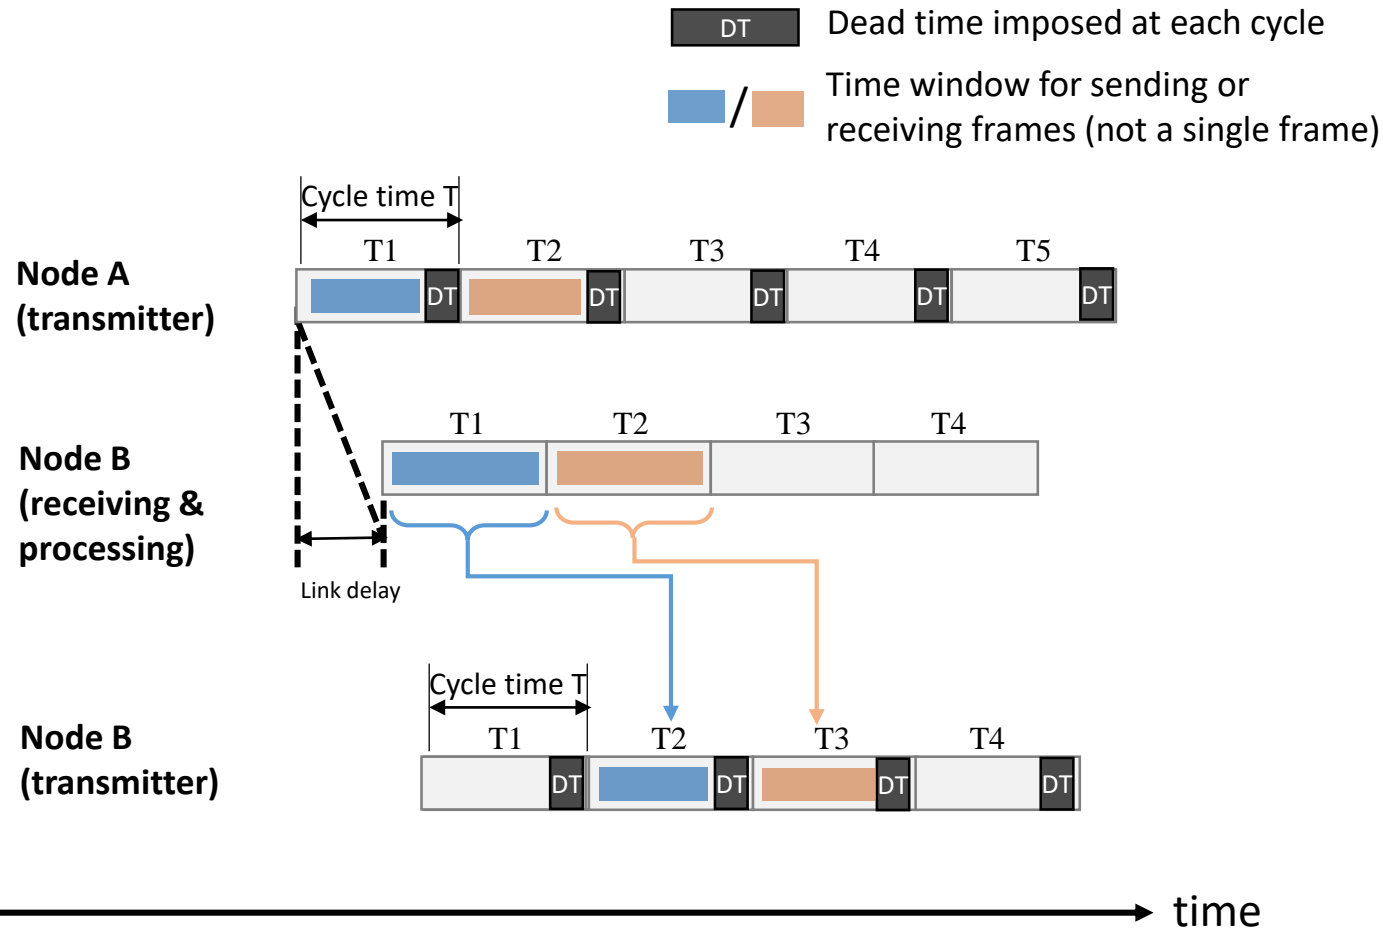 DT
Dead time imposed at each cycle
/
Time window for sending or
receiving frames (not a single frame)
Cycle time T
T1 T2 T3 T4 T5
Node A
(transmitter)
DT DT DT DT DT
T1 T2 T3 T4
Node B
(receiving &
processing)
Link delay
Cycle time T
T1 T2 T3 T4
Node B
(transmitter)
DT DT DT DT
time